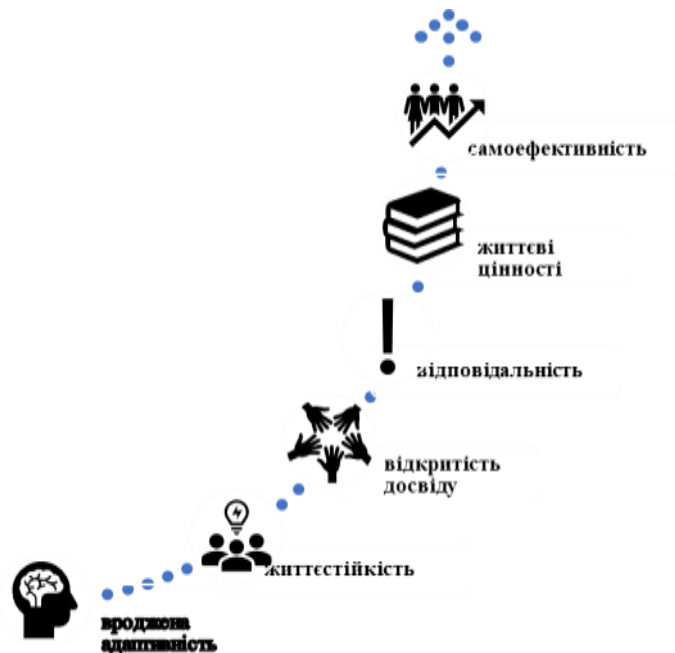 самоефективність
життєві
цінності
відповідальність
відкритість
досвіду
життєстійкість
вроджена
адаптивність